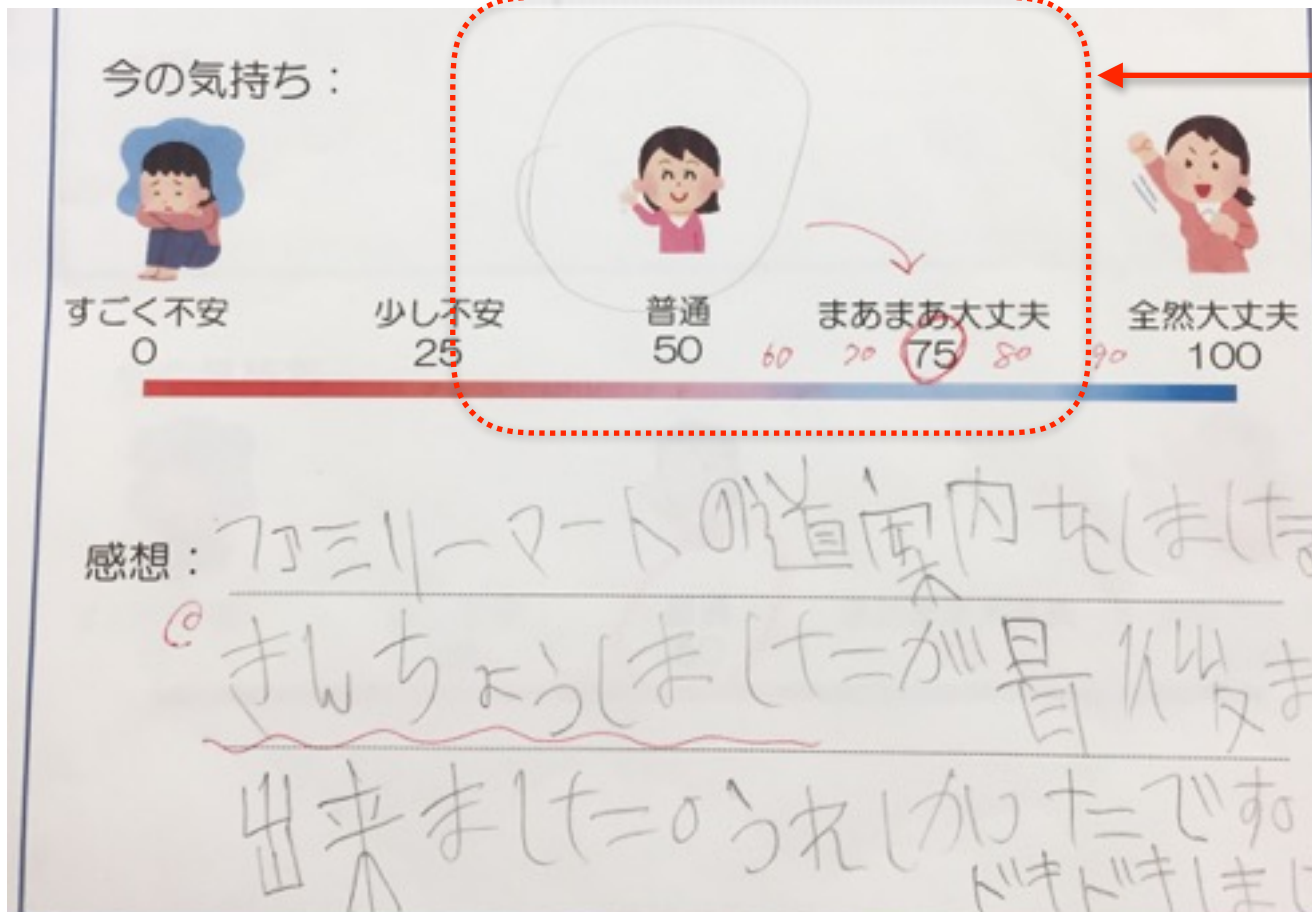 今の気持ち：
すごく不安 少し不安 普通 まあまあ大丈夫 全然大丈夫
0 25 50 60 70 75 80 90 100
感想：ファミリーマートの道案内をしました。
きんちょうしましたが最後ま
出来ました。うれしかったです。
ドキドキしまし